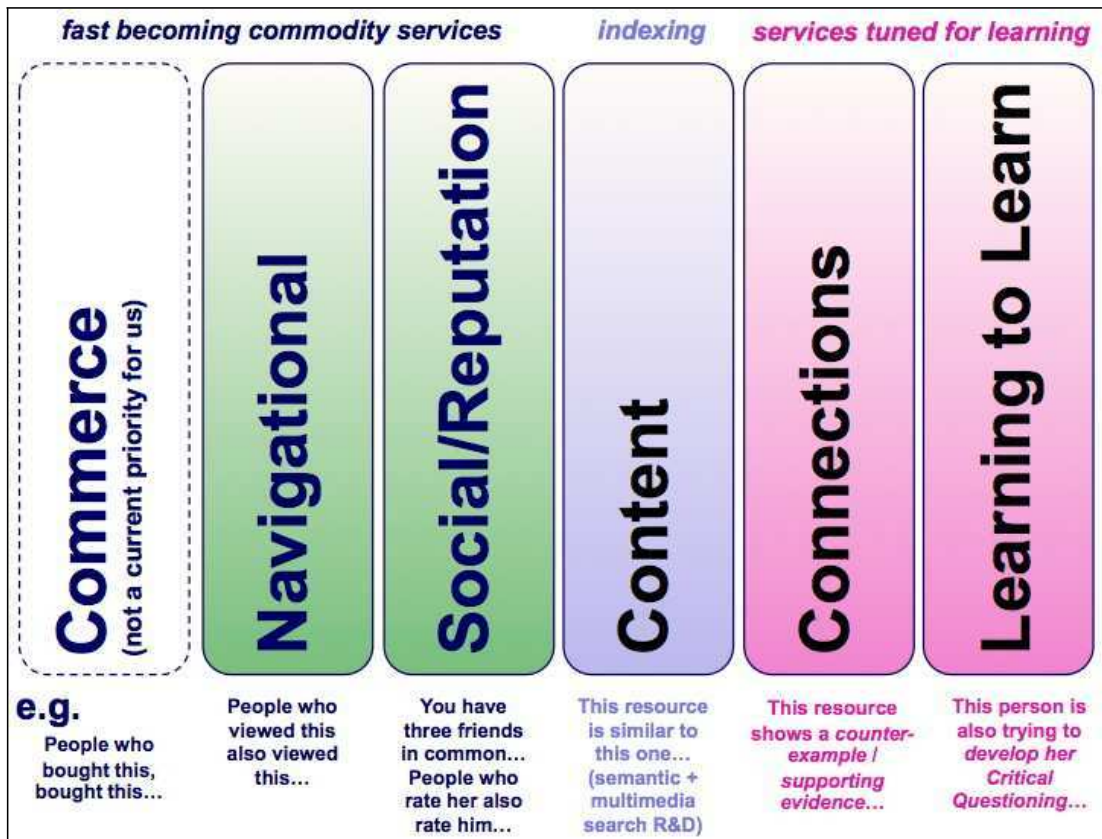 fast becoming commodity services
indexing
services tuned for learning
Commerce
(not a current priority for us)
Navigational
Social/Reputation
Content
Connections
Learning to Learn
e.g.
People who
bought this,
bought this…
People who
viewed this
also viewed
this…
You have
three friends
in common…
People who
rate her also
rate him…
This resource
is similar to
this one…
(semantic +
multimedia
search R&D)
This resource
shows a counter-
example /
supporting
evidence…
This person is
also trying to
develop her
Critical
Questioning…